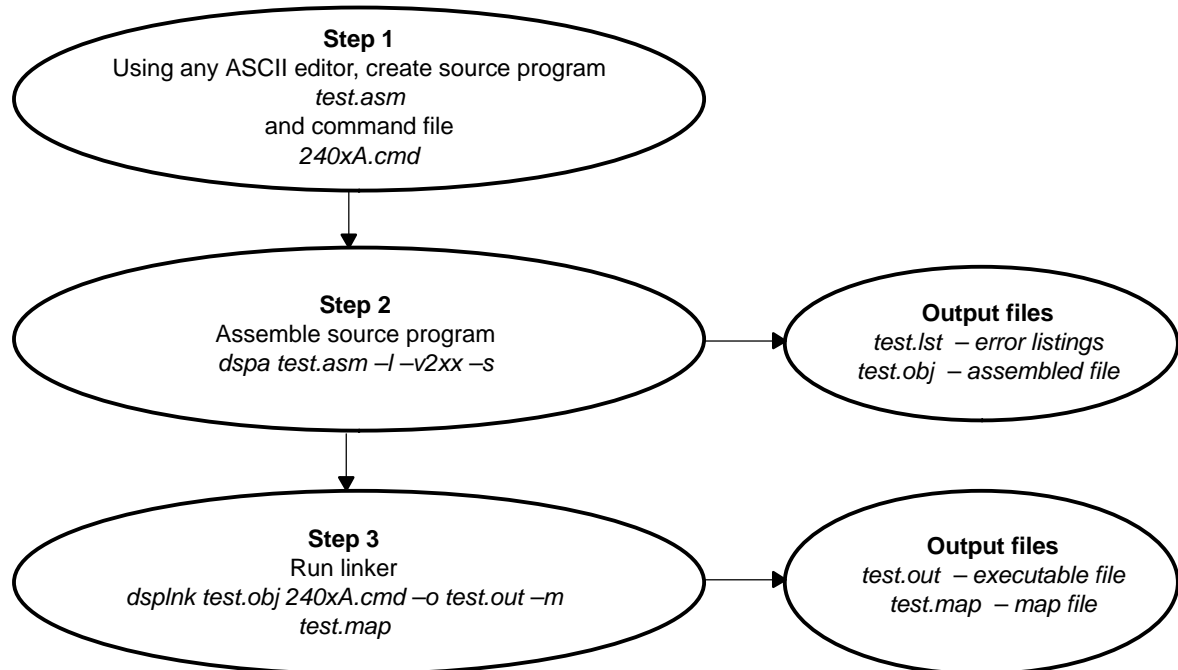 Step 1
Using any ASCII editor, create source program
test.asm
and command file
240xA.cmd
Step 2
Assemble source program
dspa test.asm –l –v2xx –s
Output files
test.lst – error listings
test.obj – assembled file
Step 3
Run linker
dsplnk test.obj 240xA.cmd –o test.out –m
test.map
Output files
test.out – executable file
test.map – map file